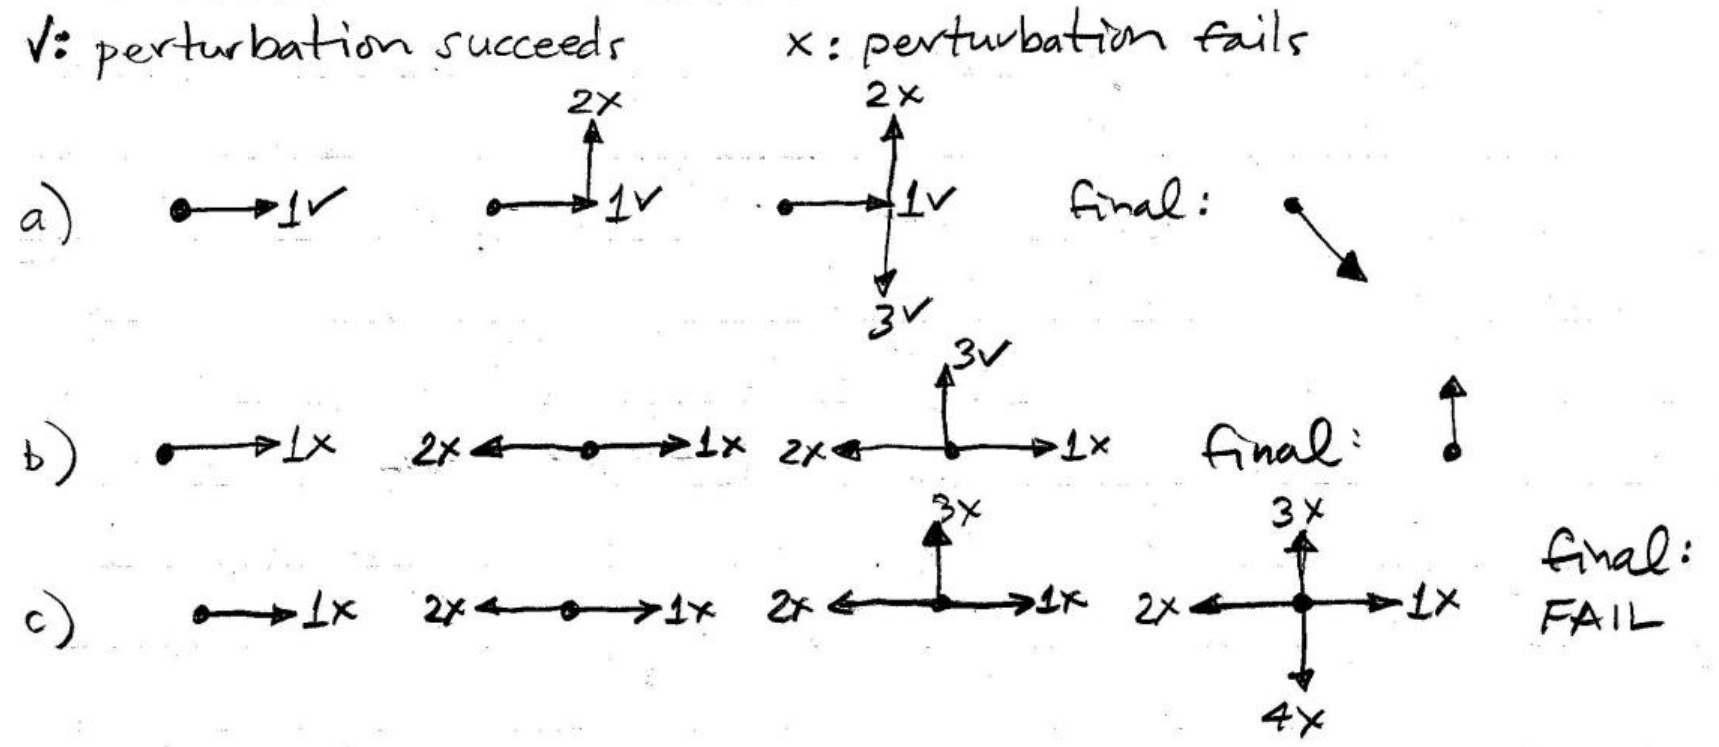 √: perturbation succeeds x: perturbation fails
2x 2x
a) 1√ 1√ 1√ final:
3√
3√
b) 1x 2x 1x 2x 1x final:
3x 3x final:
c) 1x 2x 1x 2x 1x 2x 1x FAIL
4x